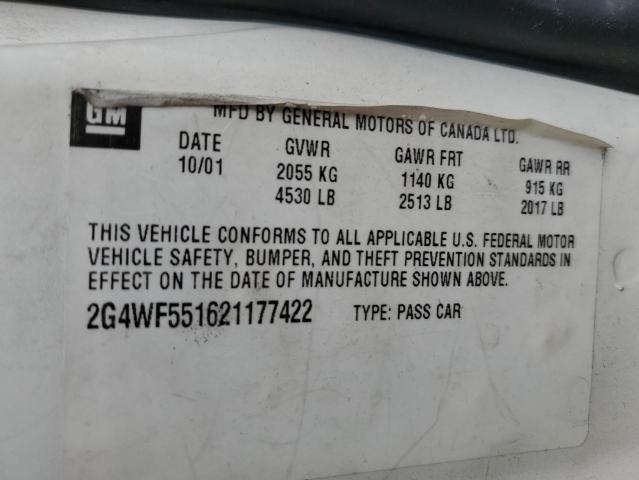 GM
MFD BY GENERAL MOTORS OF CANADA LTD.
DATE GVWR GAWR FRT GAWR RR
10/01 2055 KG 1140 KG 915 KG
4530 LB 2513 LB 2017 LB
THIS VEHICLE CONFORMS TO ALL APPLICABLE U.S. FEDERAL MOTOR
VEHICLE SAFETY, BUMPER, AND THEFT PREVENTION STANDARDS IN
EFFECT ON THE DATE OF MANUFACTURE SHOWN ABOVE.
2G4WF551621177422 TYPE: PASS CAR